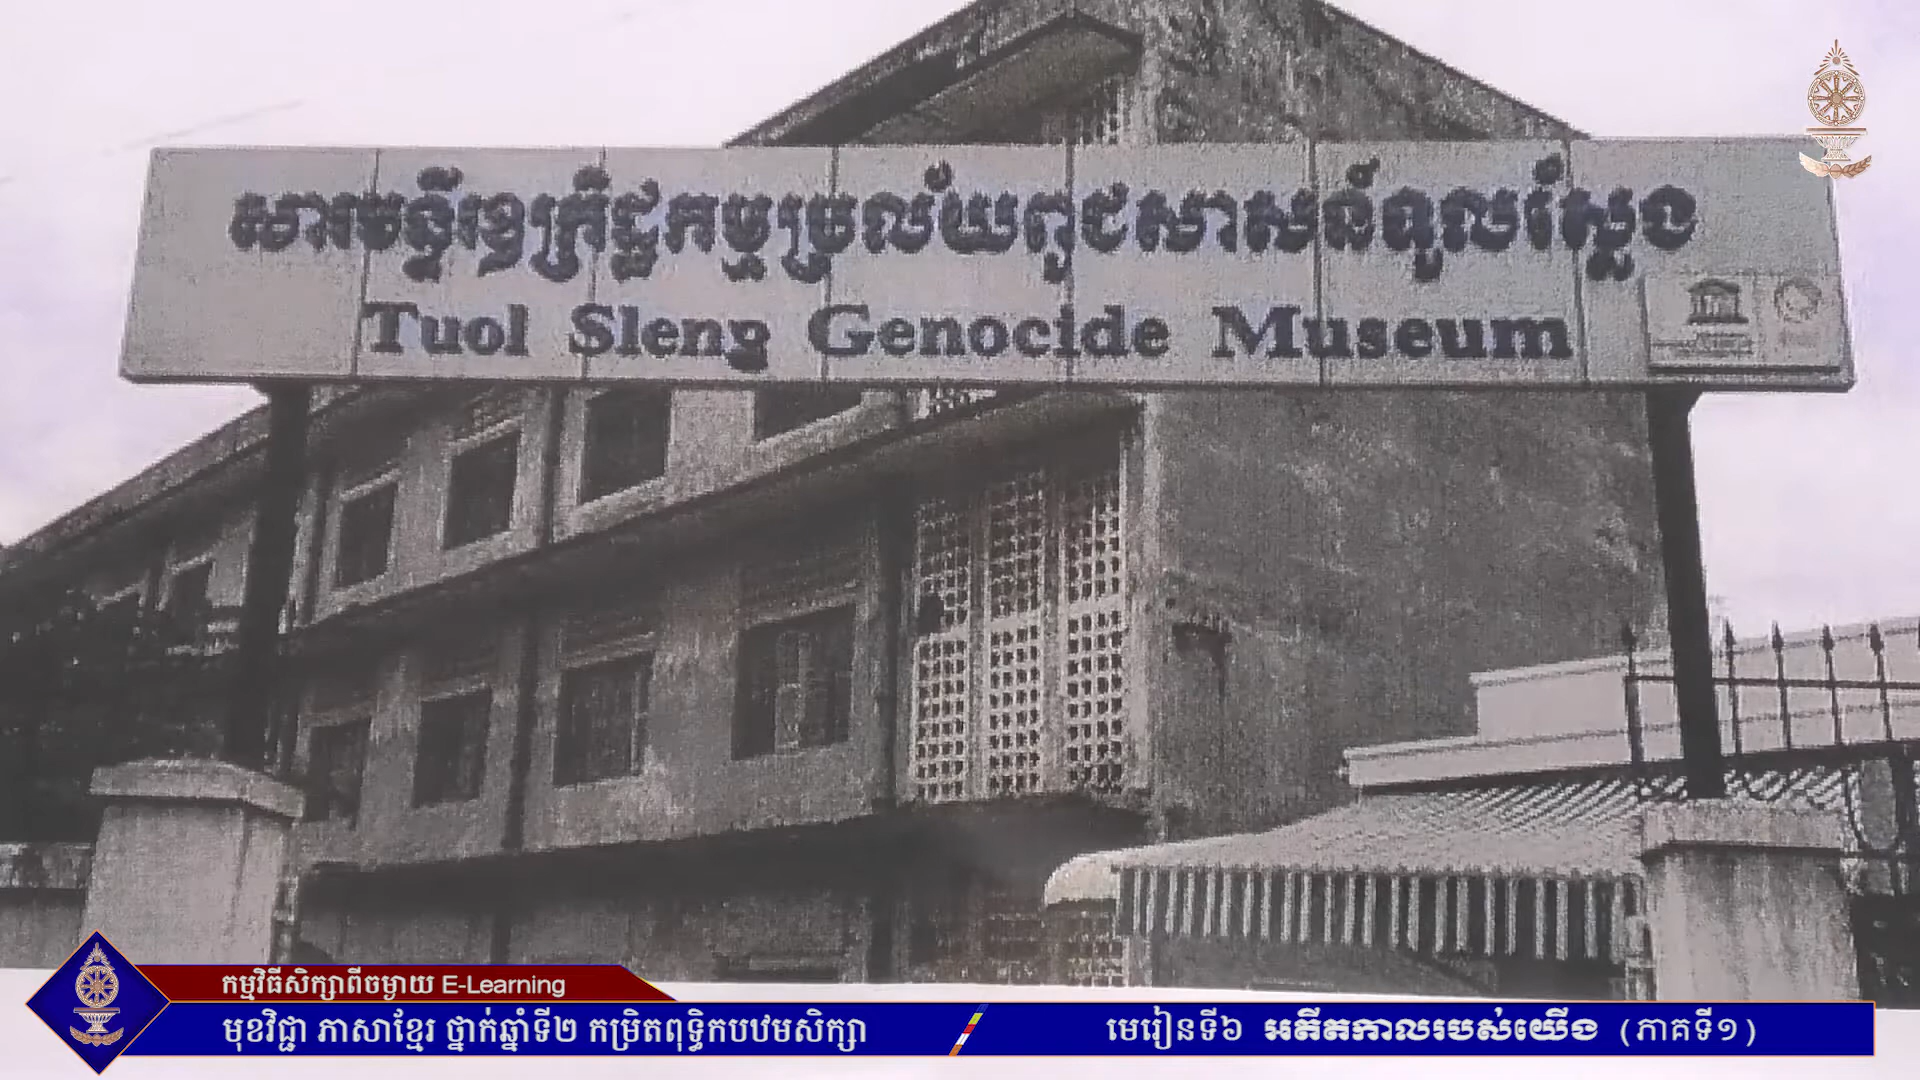 សារមន្ទីរឧក្រិដ្ឋកម្មប្រល័យពូជសាសន៍ទួលស្លែង
Tuol Sleng Genocide Museum
កម្មវិធីសិក្សាពីចម្ងាយ E-Learning
មុខវិជ្ជា ភាសាខ្មែរ ថ្នាក់ឆ្នាំទី២ កម្រិតពុទ្ធិកបឋមសិក្សា
មេរៀនទី៦ អតីតកាលរបស់យើង (ភាគទី១)